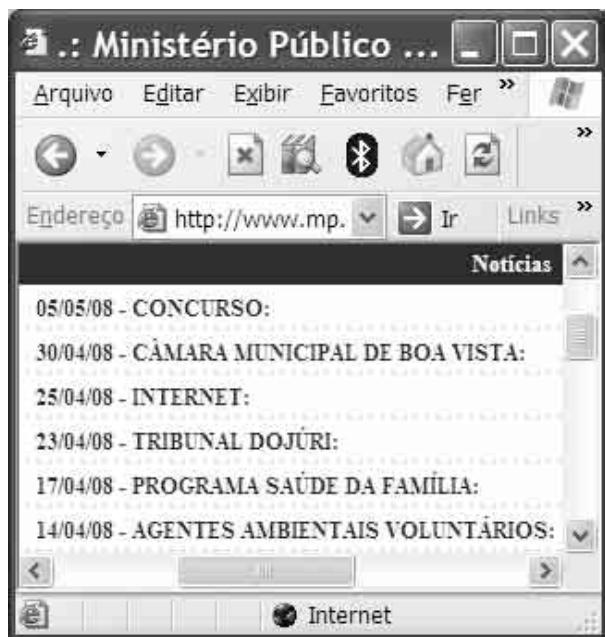 .: Ministério Público ...
Arquivo Editar Exibir Favoritos Fer »
»
Endereço http://www.mp. Ir Links »
Notícias
05/05/08 - CONCURSO:
30/04/08 - CÂMARA MUNICIPAL DE BOA VISTA:
25/04/08 - INTERNET:
23/04/08 - TRIBUNAL DOJÚRI:
17/04/08 - PROGRAMA SAÚDE DA FAMÍLIA:
14/04/08 - AGENTES AMBIENTAIS VOLUNTÁRIOS:
Internet